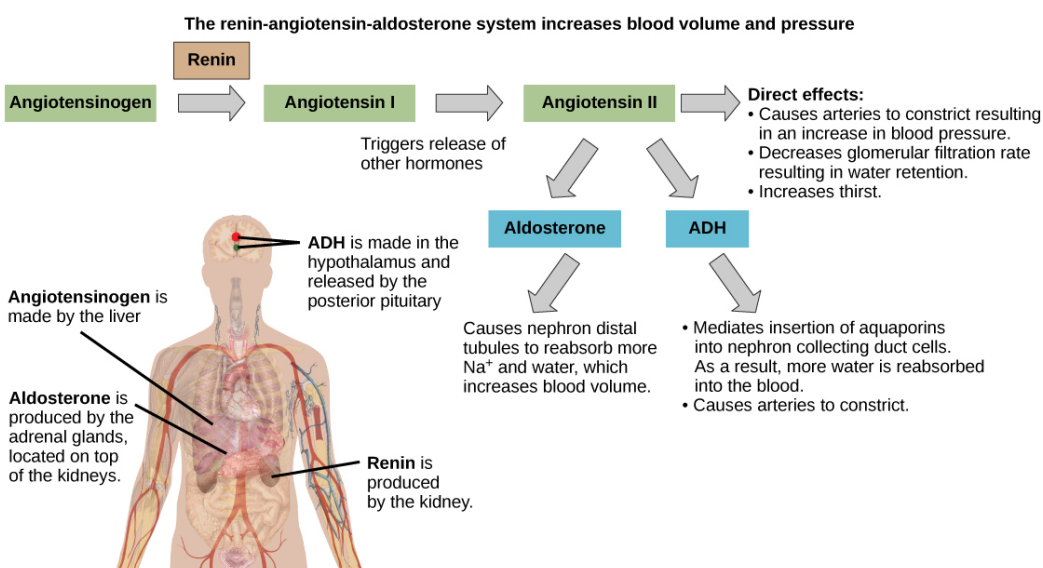 The renin-angiotensin-aldosterone system increases blood volume and pressure
Renin
Angiotensinogen
Angiotensin I
Angiotensin II
Direct effects:
• Causes arteries to constrict resulting
in an increase in blood pressure.
• Decreases glomerular filtration rate
resulting in water retention.
• Increases thirst.
Triggers release of
other hormones
Aldosterone
ADH
Causes nephron distal
tubules to reabsorb more
Na⁺ and water, which
increases blood volume.
• Mediates insertion of aquaporins
into nephron collecting duct cells.
As a result, more water is reabsorbed
into the blood.
• Causes arteries to constrict.
ADH is made in the
hypothalamus and
released by the
posterior pituitary
Angiotensinogen is
made by the liver
Aldosterone is
produced by the
adrenal glands,
located on top
of the kidneys.
Renin is
produced
by the kidney.